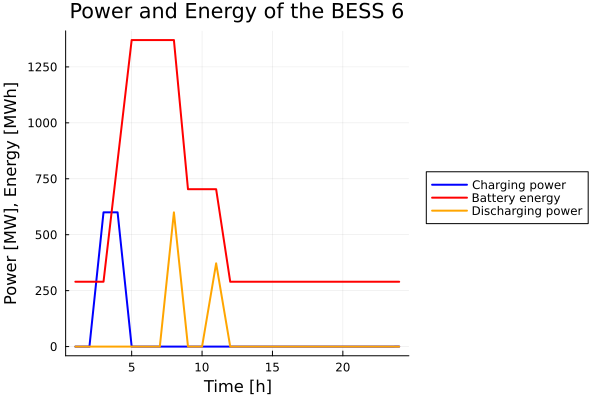 Power and Energy of the BESS 6
Power [MW], Energy [MWh]
1250
1000
750
500
250
0
5
10
15
20
Time [h]
Charging power
Battery energy
Discharging power